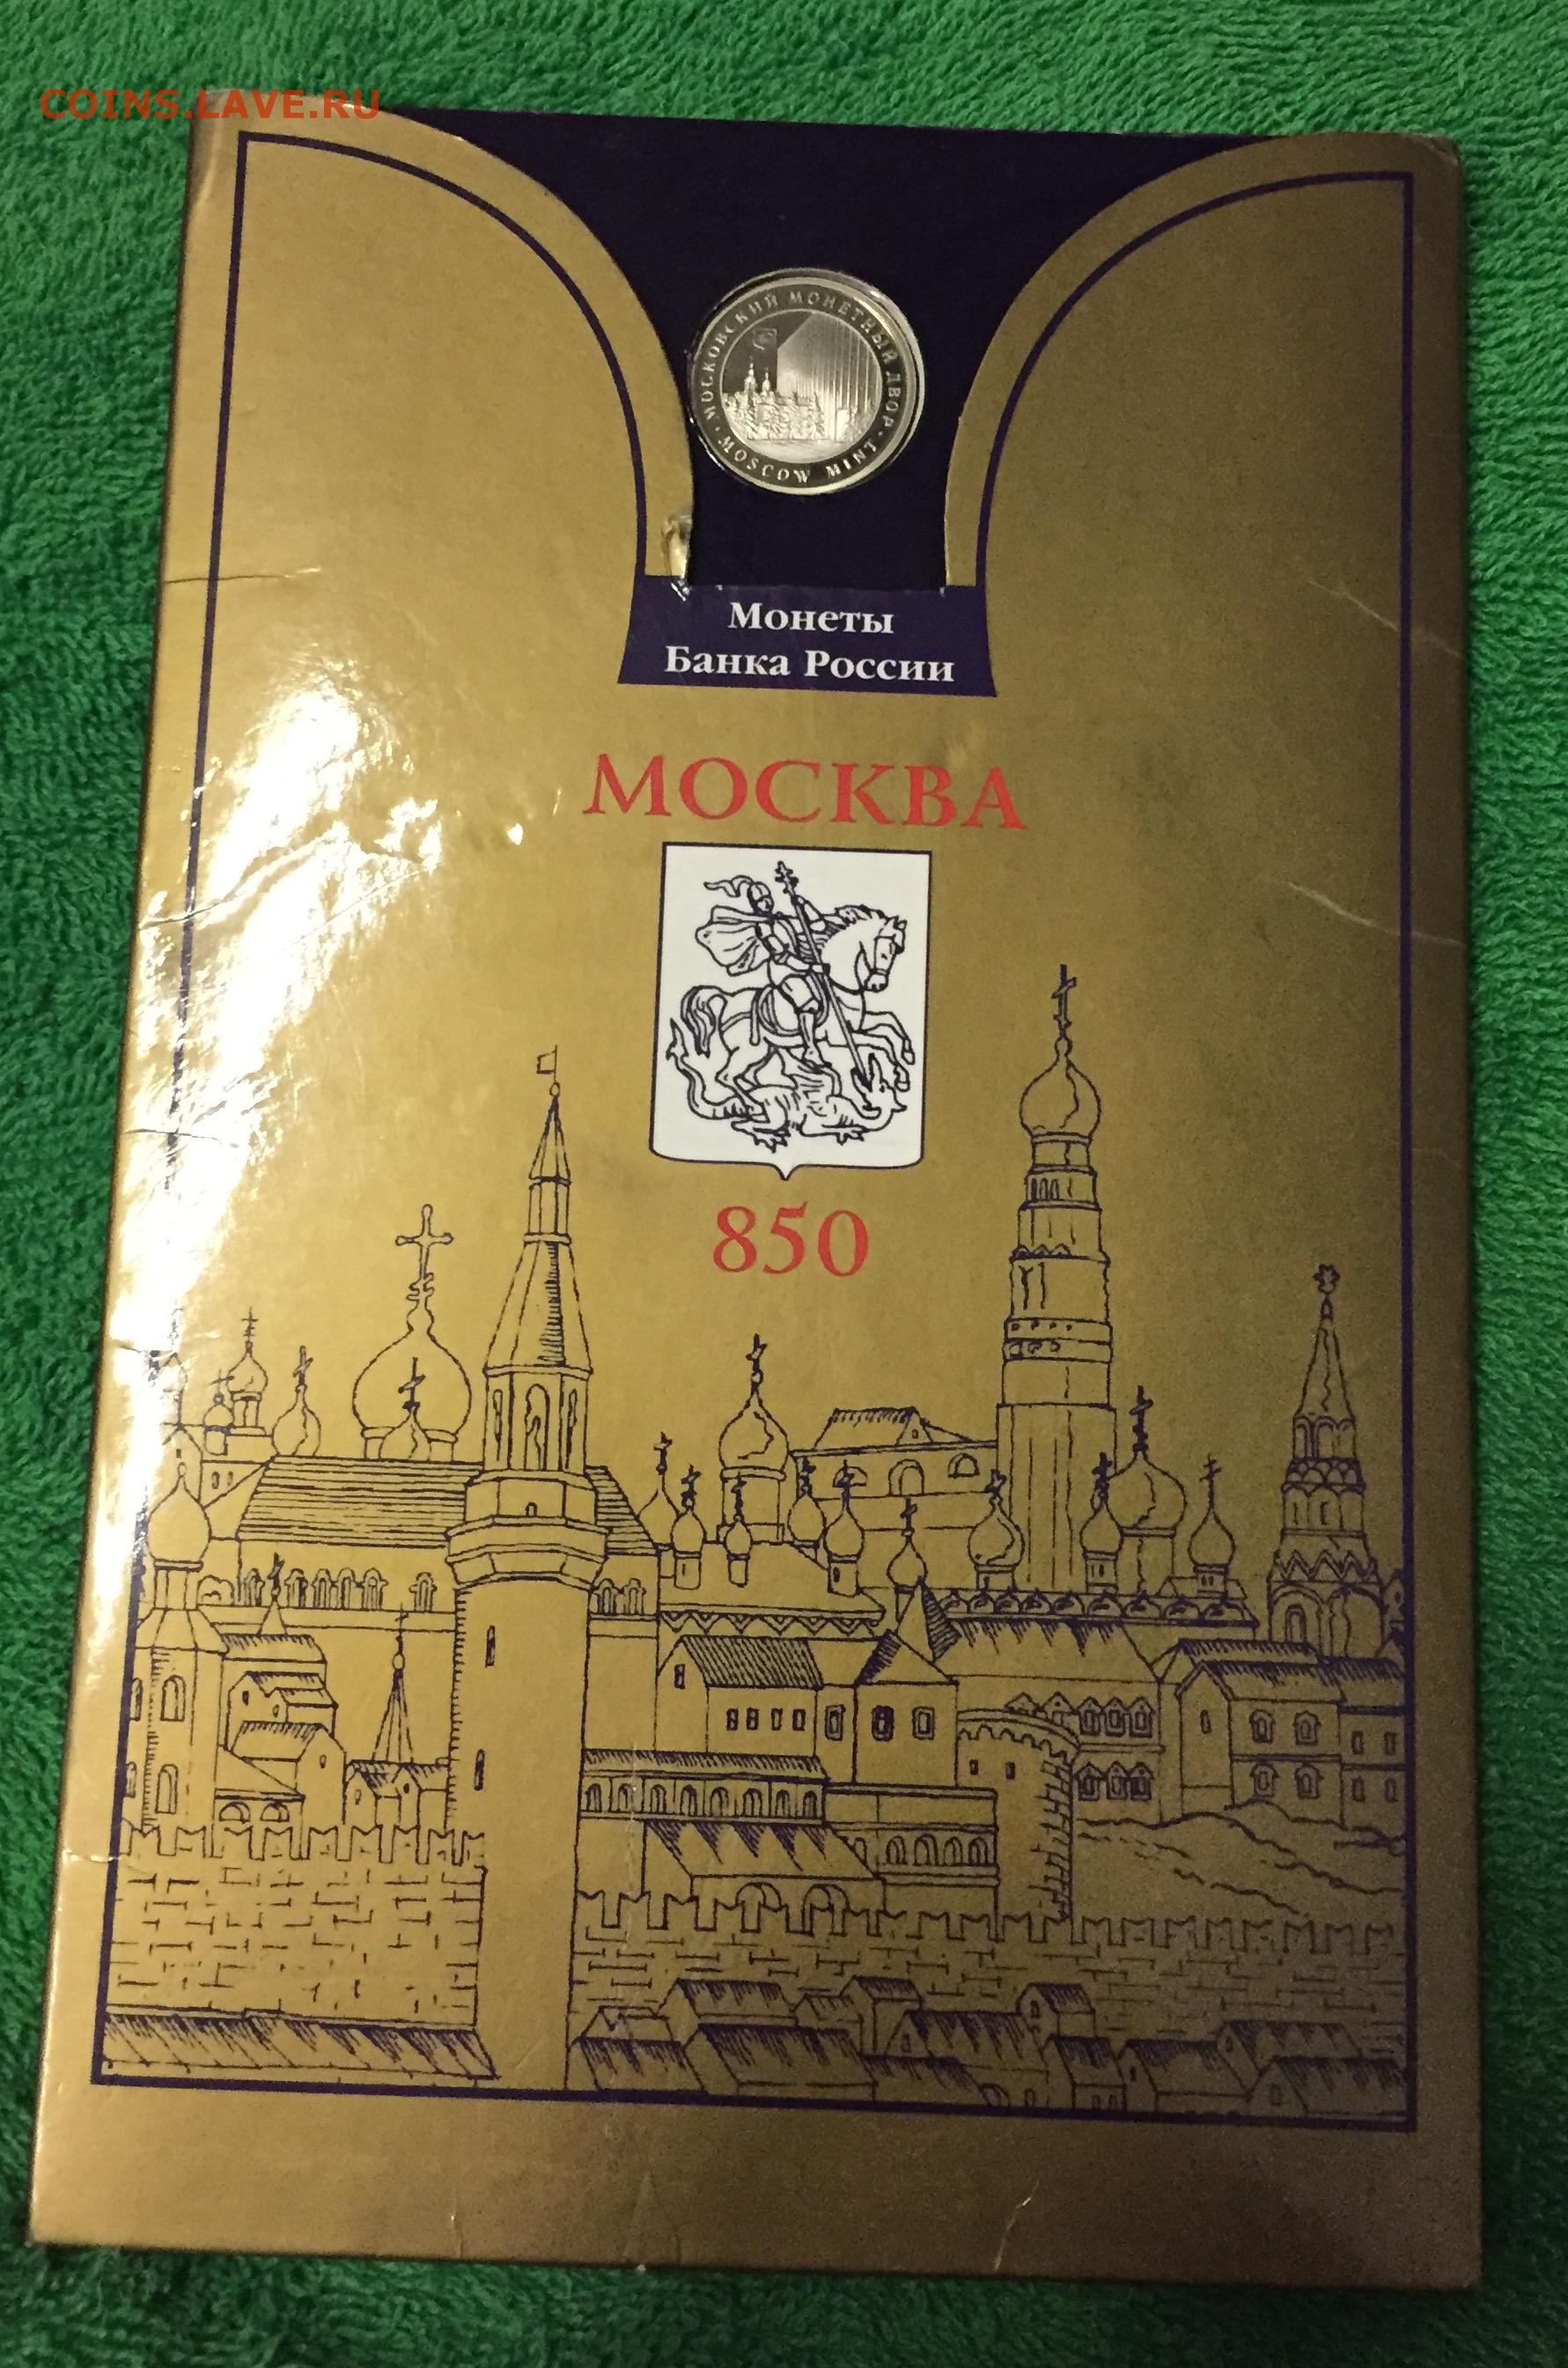 COINS.LAVE.RU
МОСКОВСКИЙ МОНЕТНЫЙ ДВОР
MOSCOW MINT
Монеты
Банка России
МОСКВА
850